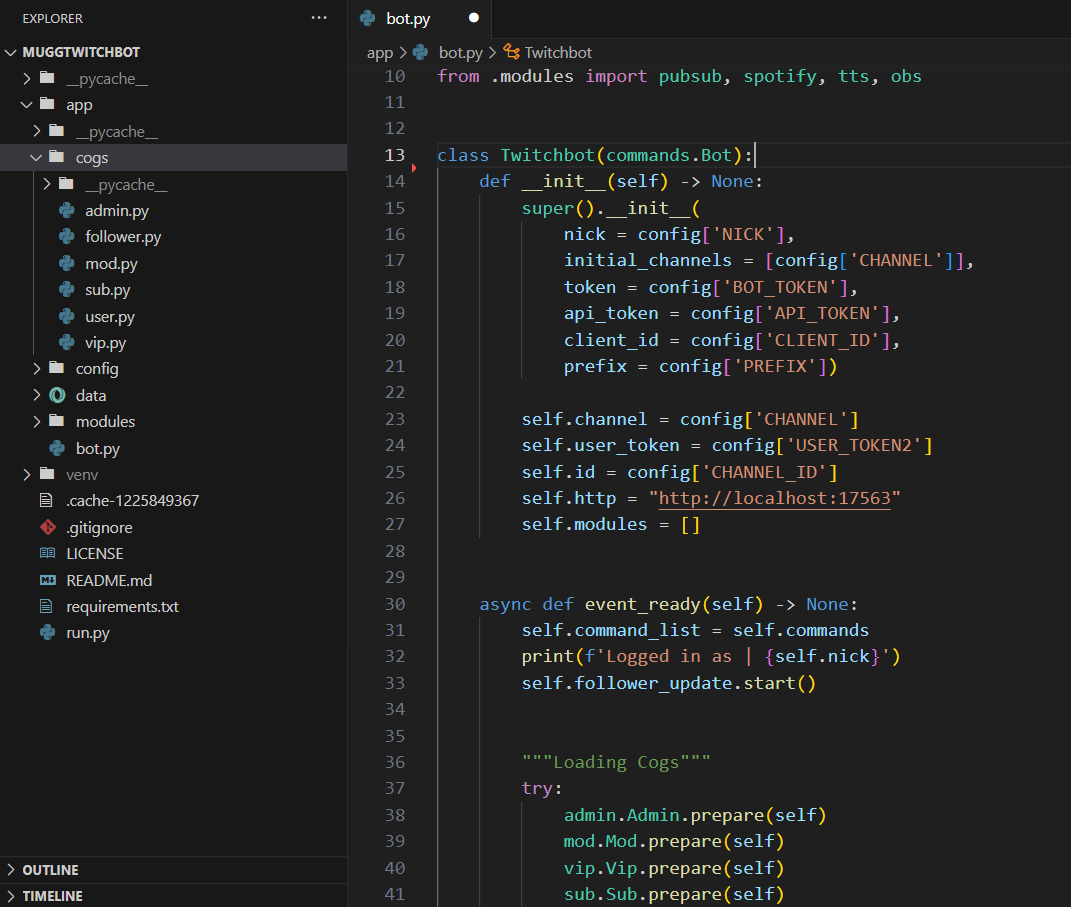 EXPLORER
...
MUGGTWITCHBOT
__pycache__
app
__pycache__
cogs
__pycache__
admin.py
follower.py
mod.py
sub.py
user.py
vip.py
config
data
modules
bot.py
venv
.cache-1225849367
.gitignore
LICENSE
README.md
requirements.txt
run.py
OUTLINE
TIMELINE
bot.py
app > bot.py > Twitchbot
10 from .modules import pubsub, spotify, tts, obs
11
12
13 class Twitchbot(commands.Bot):
14     def __init__(self) -> None:
15         super().__init__(
16             nick = config['NICK'],
17             initial_channels = [config['CHANNEL']],
18             token = config['BOT_TOKEN'],
19             api_token = config['API_TOKEN'],
20             client_id = config['CLIENT_ID'],
21             prefix = config['PREFIX'])
22
23         self.channel = config['CHANNEL']
24         self.user_token = config['USER_TOKEN2']
25         self.id = config['CHANNEL_ID']
26         self.http = "http://localhost:17563"
27         self.modules = []
28
29
30     async def event_ready(self) -> None:
31         self.command_list = self.commands
32         print(f'Logged in as | {self.nick}')
33         self.follower_update.start()
34
35
36         """Loading Cogs"""
37         try:
38             admin.Admin.prepare(self)
39             mod.Mod.prepare(self)
40             vip.Vip.prepare(self)
41             sub.Sub.prepare(self)